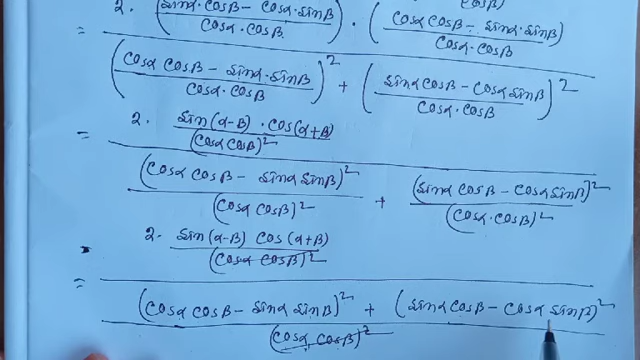 cosβ)
2. (sinα·cosβ − cosα·sinβ / cosα·cosβ) · (cosα cosβ − sinα·sinβ / cosα·cosβ)
= (cosα cosβ − sinα·sinβ / cosα·cosβ)² + (sinα cosβ − cosα sinβ / cosα·cosβ)²
2. sin(α−β)·cos(α+β) / (cosα cosβ)²
= (cosα cosβ − sinα sinβ)² / (cosα cosβ)² + (sinα cosβ − cosα sinβ)² / (cosα·cosβ)²
2. sin(α−β) cos(α+β) / (cosα cosβ)²
= (cosα cosβ − sinα sinβ)² + (sinα cosβ − cosα sinβ)² / (cosα cosβ)²